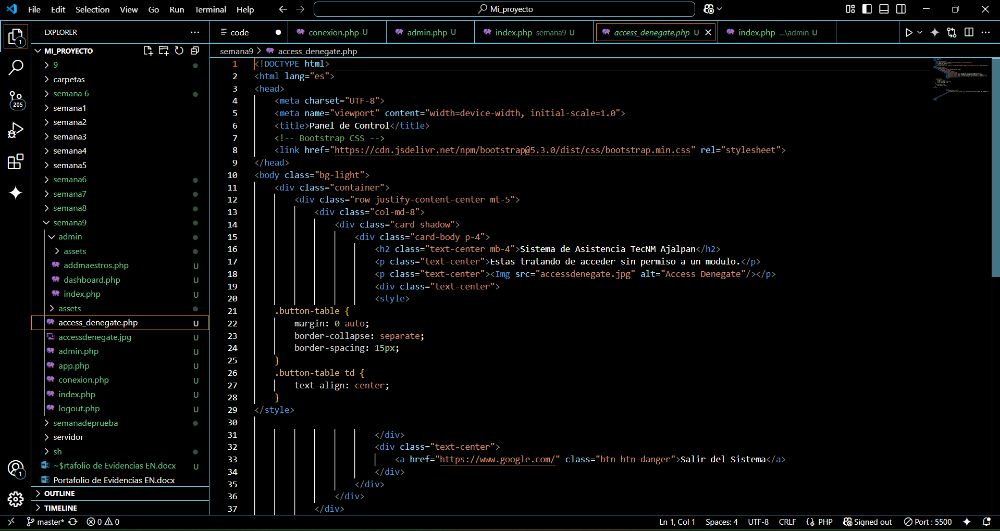 File Edit Selection View Go Run Terminal Help
Mi_proyecto
EXPLORER
code
conexion.php U
admin.php U
index.php semana9 U
access_denegate.php U
index.php ...\admin U
MI_PROYECTO
semana9 > access_denegate.php
1
205
1
9
carpetas
semana 6
semana1
semana2
semana3
semana4
semana5
semana6
semana7
semana8
semana9
admin
assets
addmaestros.php U
dashboard.php U
index.php U
assets
access_denegate.php U
accessdenegate.jpg U
admin.php U
app.php U
conexion.php U
index.php U
logout.php U
semanadeprueba
servidor
sh
~$rtafolio de Evidencias EN.docx U
Portafolio de Evidencias EN.docx
OUTLINE
TIMELINE
1 <!DOCTYPE html>
2 <html lang="es">
3 <head>
4 <meta charset="UTF-8">
5 <meta name="viewport" content="width=device-width, initial-scale=1.0">
6 <title>Panel de Control</title>
7 <!-- Bootstrap CSS -->
8 <link href="https://cdn.jsdelivr.net/npm/bootstrap@5.3.0/dist/css/bootstrap.min.css" rel="stylesheet">
9 </head>
10 <body class="bg-light">
11 <div class="container">
12 <div class="row justify-content-center mt-5">
13 <div class="col-md-8">
14 <div class="card shadow">
15 <div class="card-body p-4">
16 <h2 class="text-center mb-4">Sistema de Asistencia TecNM Ajalpan</h2>
17 <p class="text-center">Estas tratando de acceder sin permiso a un modulo.</p>
18 <p class="text-center"><Img src="accessdenegate.jpg" alt="Access Denegate"/></p>
19 <div class="text-center">
20 <style>
21 .button-table {
22 margin: 0 auto;
23 border-collapse: separate;
24 border-spacing: 15px;
25 }
26 .button-table td {
27 text-align: center;
28 }
29 </style>
30
31 </div>
32 <div class="text-center">
33 <a href="https://www.google.com/" class="btn btn-danger">Salir del Sistema</a>
34 </div>
35 </div>
36 </div>
37 </div>
master* 0 0
Ln 1, Col 1 Spaces: 4 UTF-8 CRLF PHP Signed out Port : 5500